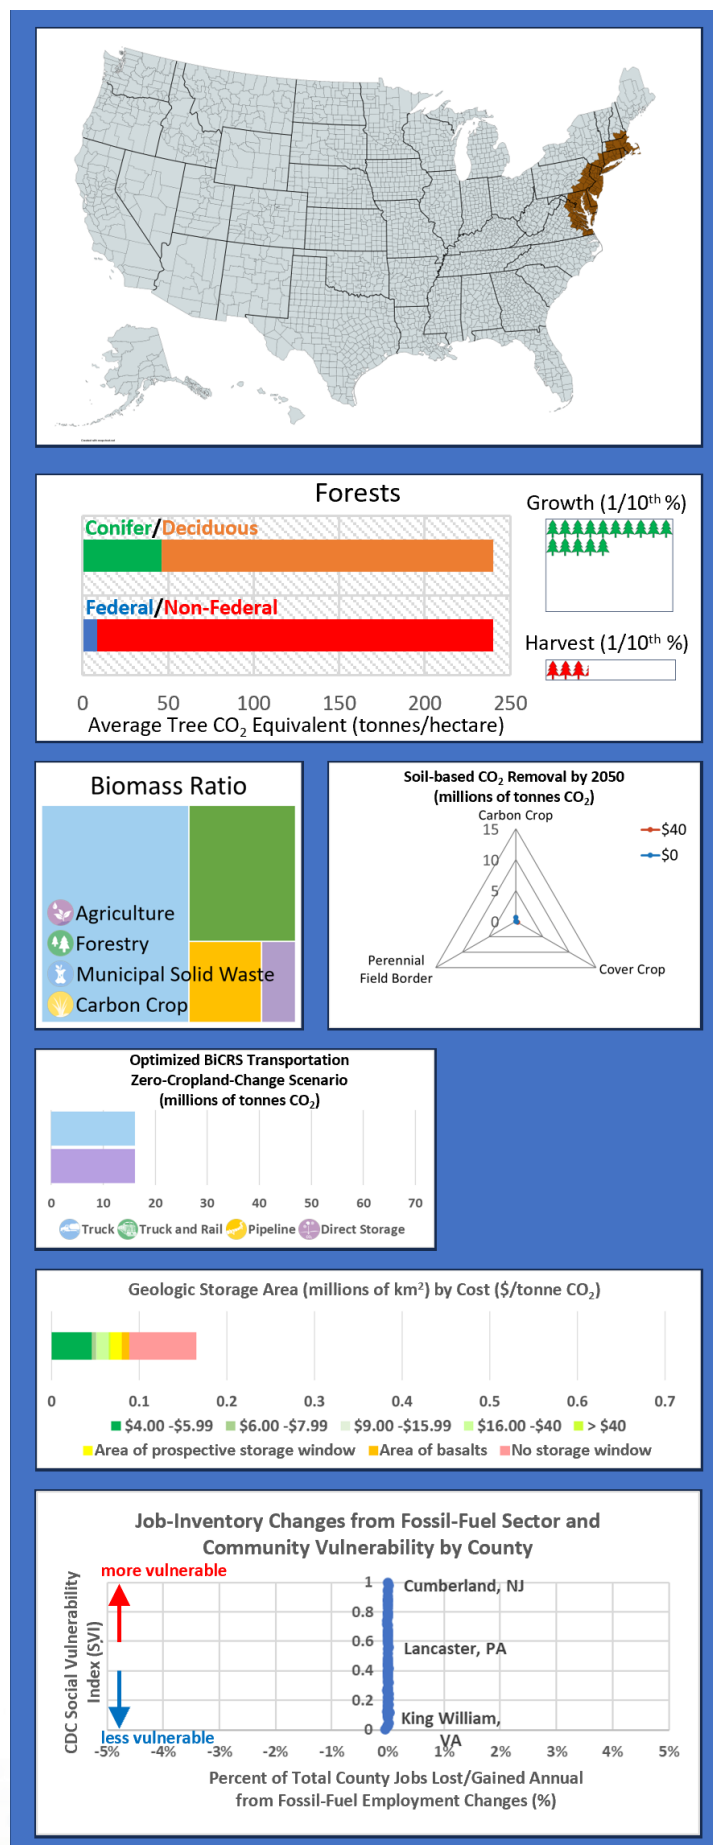 Created with mapchart.net
Forests
Growth (1/10th %)
Conifer/Deciduous
Federal/Non-Federal
Harvest (1/10th %)
0 50 100 150 200 250
Average Tree CO2 Equivalent (tonnes/hectare)
Biomass Ratio
Agriculture
Forestry
Municipal Solid Waste
Carbon Crop
Soil-based CO2 Removal by 2050
(millions of tonnes CO2)
Carbon Crop
15
10
5
0
$40
$0
Perennial
Field Border
Cover Crop
Optimized BiCRS Transportation
Zero-Cropland-Change Scenario
(millions of tonnes CO2)
0 10 20 30 40 50 60 70
Truck Truck and Rail Pipeline Direct Storage
Geologic Storage Area (millions of km2) by Cost ($/tonne CO2)
0 0.1 0.2 0.3 0.4 0.5 0.6 0.7
$4.00 -$5.99 $6.00 -$7.99 $9.00 -$15.99 $16.00 -$40 > $40
Area of prospective storage window Area of basalts No storage window
Job-Inventory Changes from Fossil-Fuel Sector and
Community Vulnerability by County
more vulnerable
less vulnerable
CDC Social Vulnerability
Index (SVI)
1
0.8
0.6
0.4
0.2
0
Cumberland, NJ
Lancaster, PA
King William,
VA
-5% -4% -3% -2% -1% 0% 1% 2% 3% 4% 5%
Percent of Total County Jobs Lost/Gained Annual
from Fossil-Fuel Employment Changes (%)